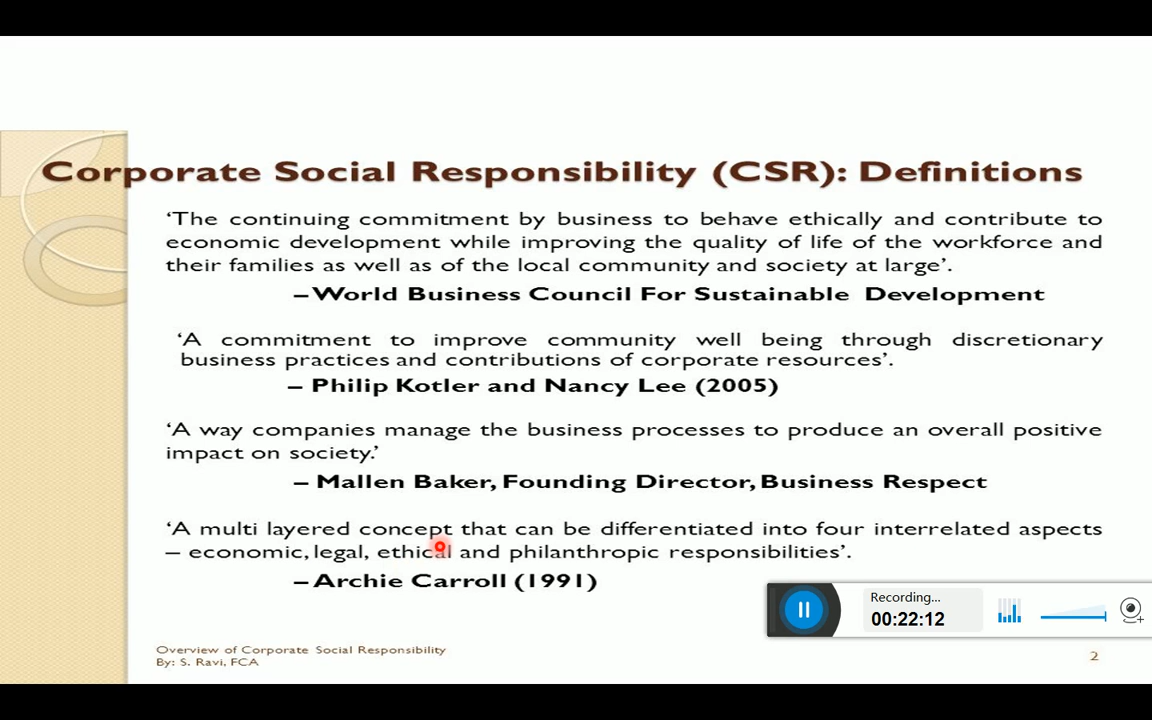 Corporate Social Responsibility (CSR): Definitions
‘The continuing commitment by business to behave ethically and contribute to
economic development while improving the quality of life of the workforce and
their families as well as of the local community and society at large’.
– World Business Council For Sustainable Development
‘A commitment to improve community well being through discretionary
business practices and contributions of corporate resources’.
– Philip Kotler and Nancy Lee (2005)
‘A way companies manage the business processes to produce an overall positive
impact on society.’
– Mallen Baker, Founding Director, Business Respect
‘A multi layered concept that can be differentiated into four interrelated aspects
– economic, legal, ethical and philanthropic responsibilities’.
– Archie Carroll (1991)
Recording...
00:22:12
Overview of Corporate Social Responsibility
By: S. Ravi, FCA
2